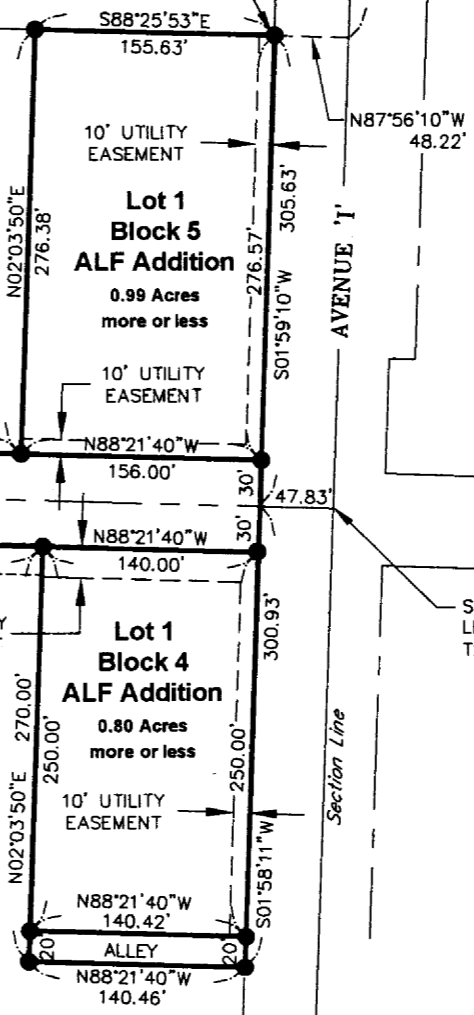 S88°25'53"E
155.63'
N87°56'10"W
48.22'
10' UTILITY
EASEMENT
N02°03'50"E
276.38'
Lot 1
Block 5
ALF Addition
0.99 Acres
more or less
276.57'
305.63'
S01°59'10"W
AVENUE 'I'
10' UTILITY
EASEMENT
N88°21'40"W
156.00'
30'
47.83'
30'
N88°21'40"W
140.00'
S
Y
Lot 1
Block 4
ALF Addition
0.80 Acres
more or less
300.93'
270.00'
250.00'
N02°03'50"E
250.00'
S01°58'11"W
Section Line
10' UTILITY
EASEMENT
N88°21'40"W
140.42'
20'
ALLEY
20'
N88°21'40"W
140.46'